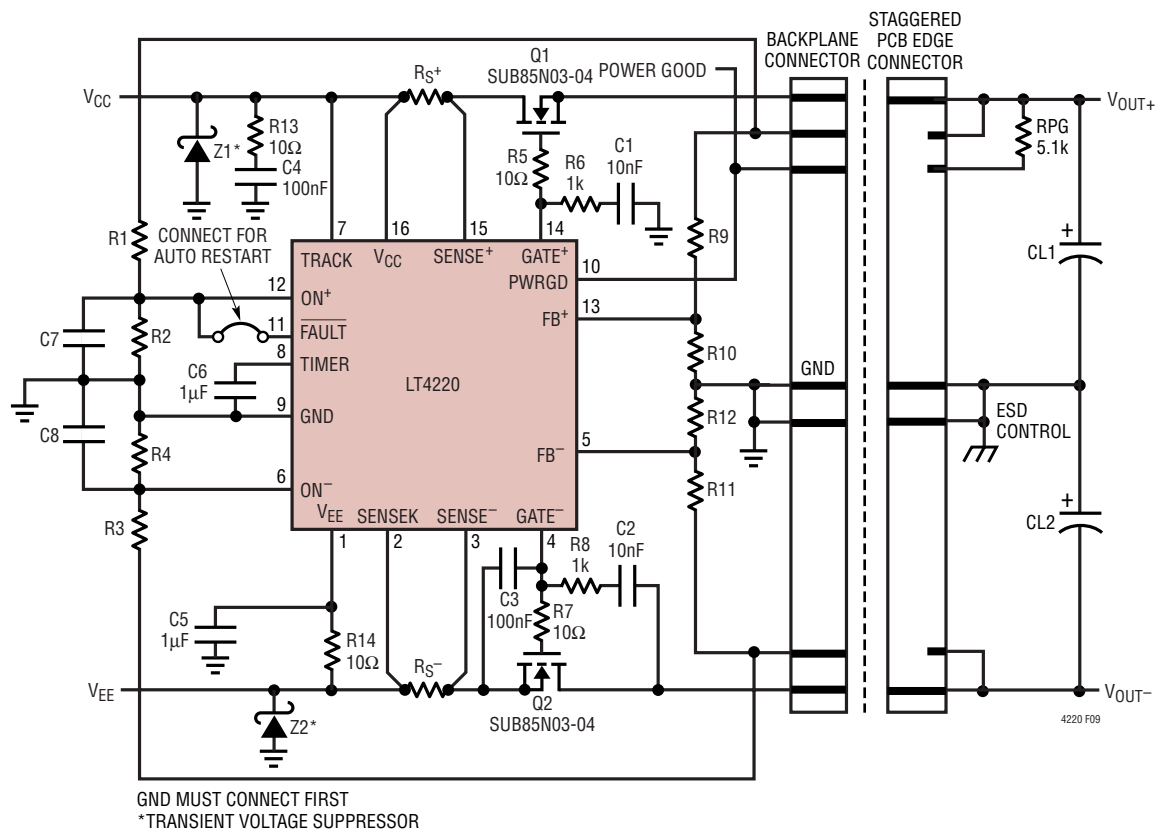 STAGGERED
PCB EDGE
CONNECTOR
BACKPLANE
CONNECTOR
Q1
SUB85N03-04
POWER GOOD
RS+
VCC
VOUT+
R13
10Ω
Z1*
C4
100nF
R5
10Ω
R6
1k
C1
10nF
RPG
5.1k
R1
CONNECT FOR
AUTO RESTART
7
16
15
14
TRACK
VCC
SENSE+
GATE+
R9
CL1
+
10
PWRGD
12
ON+
13
FB+
11
FAULT
C7
R2
8
TIMER
C6
1µF
LT4220
R10
GND
9
GND
R12
ESD
CONTROL
C8
R4
5
FB−
6
ON−
R11
R3
VEE
SENSEK
SENSE−
GATE−
1
2
3
4
CL2
+
R8
1k
C2
10nF
C3
100nF
R7
10Ω
C5
1µF
R14
10Ω
RS−
VEE
VOUT−
Z2*
Q2
SUB85N03-04
4220 F09
GND MUST CONNECT FIRST
*TRANSIENT VOLTAGE SUPPRESSOR